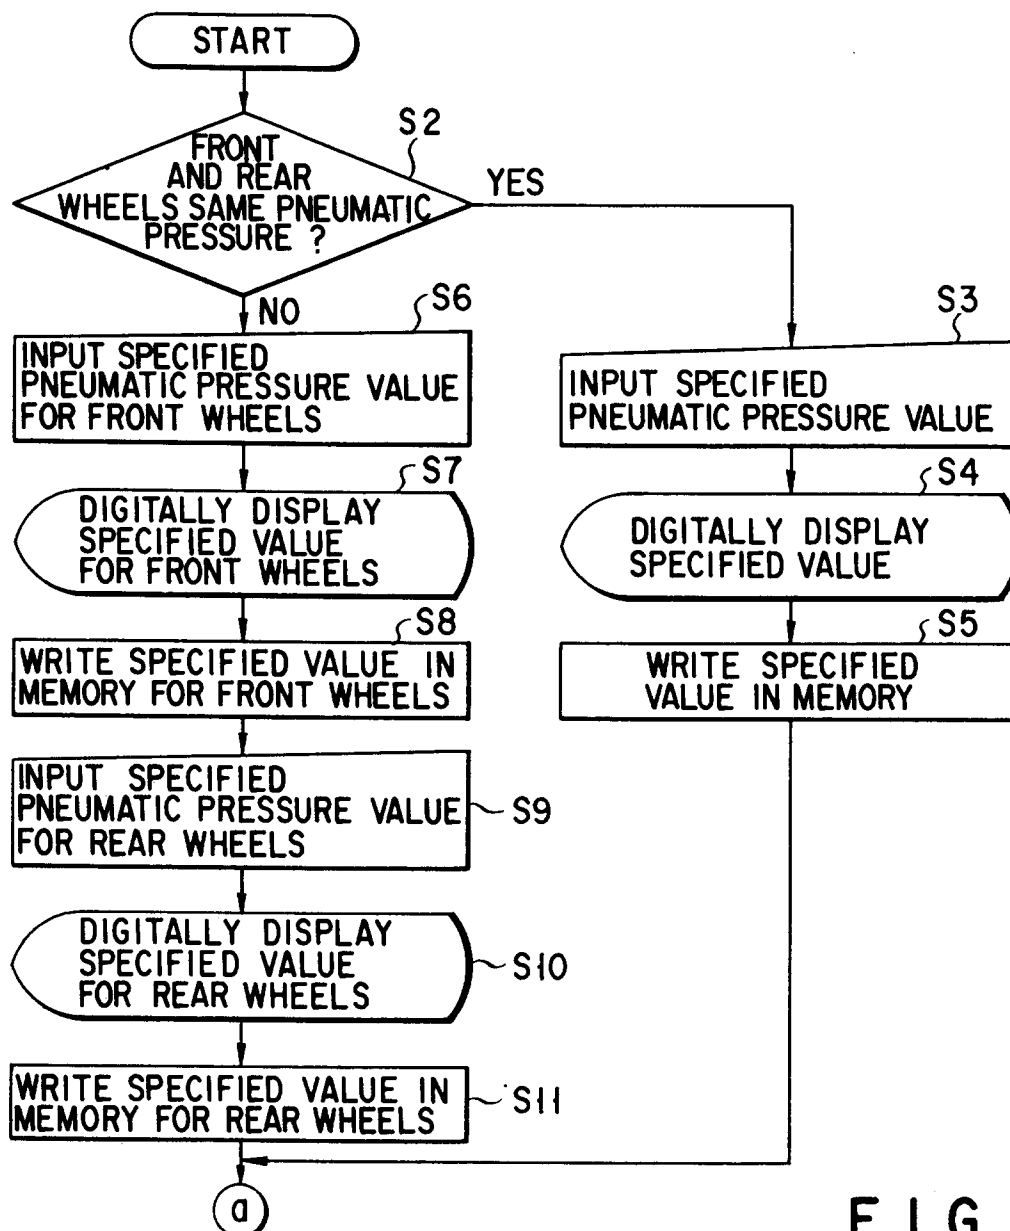 START
S2
FRONT
AND REAR
WHEELS SAME PNEUMATIC
PRESSURE ?
YES
NO
S6
INPUT SPECIFIED
PNEUMATIC PRESSURE VALUE
FOR FRONT WHEELS
S3
INPUT SPECIFIED
PNEUMATIC PRESSURE VALUE
S7
DIGITALLY DISPLAY
SPECIFIED VALUE
FOR FRONT WHEELS
S4
DIGITALLY DISPLAY
SPECIFIED VALUE
S8
WRITE SPECIFIED VALUE IN
MEMORY FOR FRONT WHEELS
S5
WRITE SPECIFIED
VALUE IN MEMORY
INPUT SPECIFIED
PNEUMATIC PRESSURE VALUE
FOR REAR WHEELS
S9
DIGITALLY DISPLAY
SPECIFIED VALUE
FOR REAR WHEELS
S10
WRITE SPECIFIED VALUE IN
MEMORY FOR REAR WHEELS
S11
a
FIG